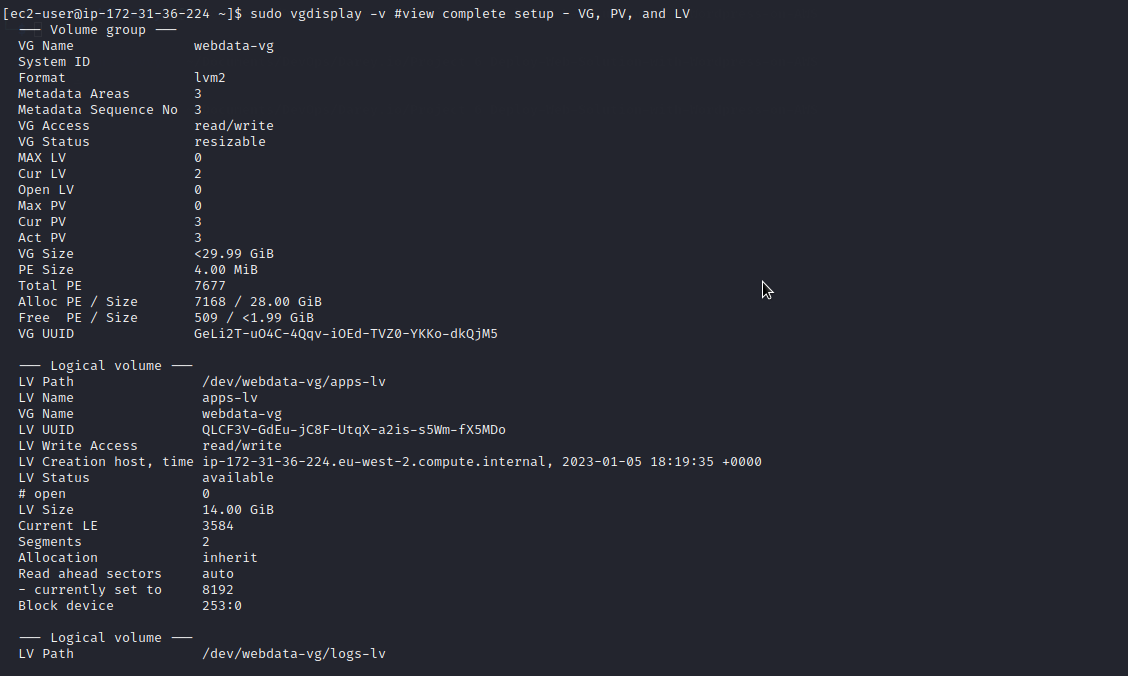 [ec2-user@ip-172-31-36-224 ~]$ sudo vgdisplay -v #view complete setup - VG, PV, and LV
--- Volume group ---
VG Name               webdata-vg
System ID
Format                lvm2
Metadata Areas        3
Metadata Sequence No  3
VG Access             read/write
VG Status             resizable
MAX LV                0
Cur LV                2
Open LV               0
Max PV                0
Cur PV                3
Act PV                3
VG Size               <29.99 GiB
PE Size               4.00 MiB
Total PE              7677
Alloc PE / Size       7168 / 28.00 GiB
Free  PE / Size       509 / <1.99 GiB
VG UUID               GeLi2T-uO4C-4Qqv-iOEd-TVZ0-YKKo-dkQjM5
--- Logical volume ---
LV Path                /dev/webdata-vg/apps-lv
LV Name                apps-lv
VG Name                webdata-vg
LV UUID                QLCF3V-GdEu-jC8F-UtqX-a2is-s5Wm-fX5MDo
LV Write Access        read/write
LV Creation host, time ip-172-31-36-224.eu-west-2.compute.internal, 2023-01-05 18:19:35 +0000
LV Status              available
# open                 0
LV Size                14.00 GiB
Current LE             3584
Segments               2
Allocation             inherit
Read ahead sectors     auto
- currently set to     8192
Block device           253:0
--- Logical volume ---
LV Path                /dev/webdata-vg/logs-lv